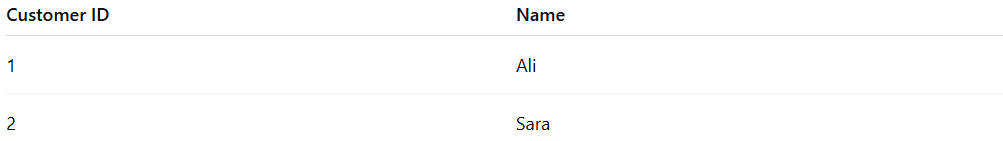 Customer ID Name
1 Ali
2 Sara